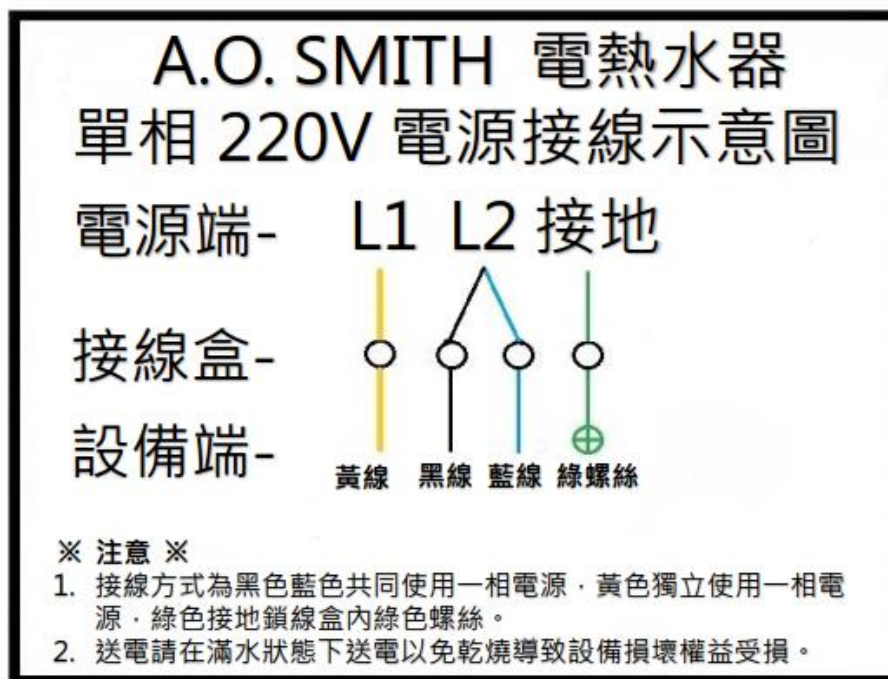 A.O. SMITH 電熱水器
單相 220V 電源接線示意圖
電源端- L1 L2 接地
接線盒-
設備端-
黃線 黑線 藍線 綠螺絲
※ 注意 ※
1. 接線方式為黑色藍色共同使用一相電源，黃色獨立使用一相電
源，綠色接地鎖線盒內綠色螺絲。
2. 送電請在滿水狀態下送電以免乾燒導致設備損壞權益受損。